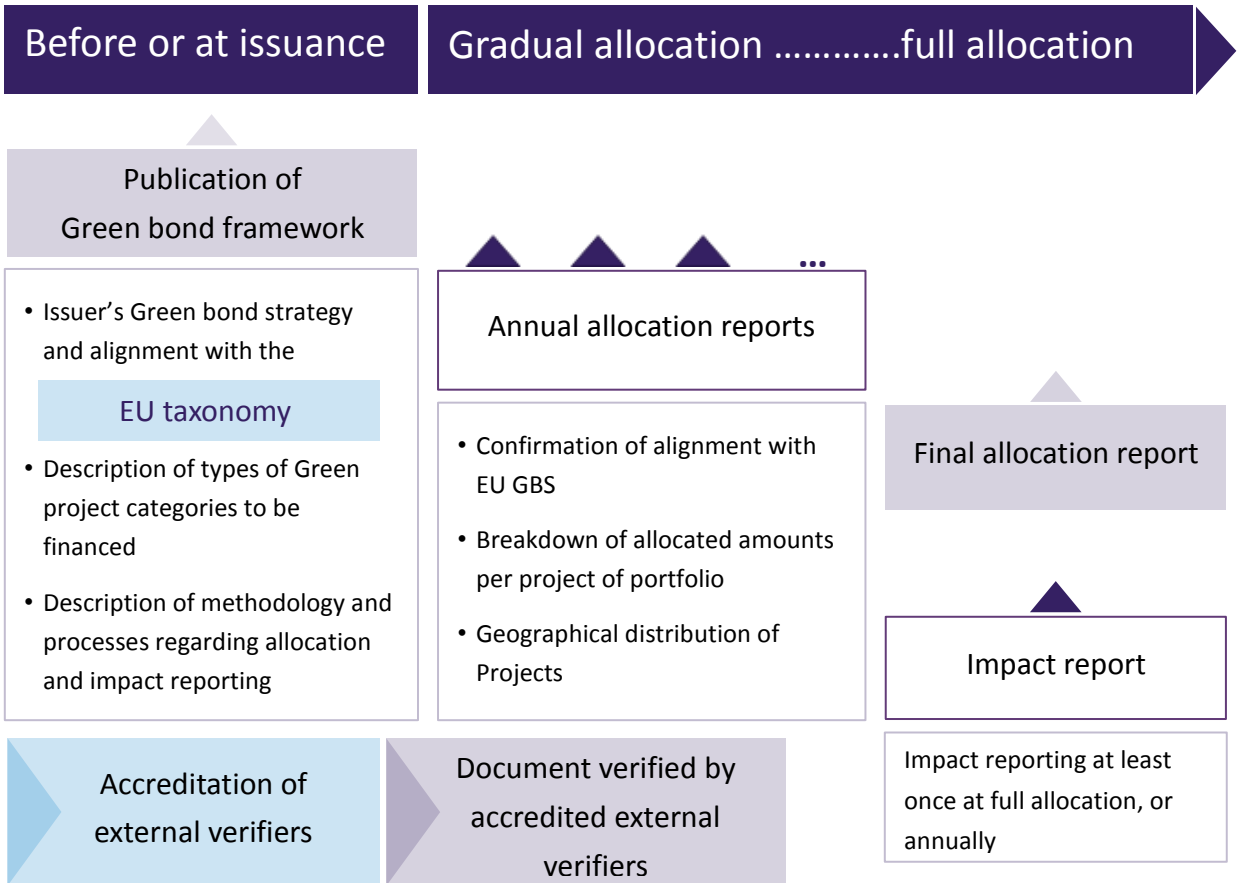 Before or at issuance
Gradual allocation .............full allocation
Publication of
Green bond framework
• Issuer’s Green bond strategy
and alignment with the
EU taxonomy
• Description of types of Green
project categories to be
financed
• Description of methodology and
processes regarding allocation
and impact reporting
...
Annual allocation reports
• Confirmation of alignment with
EU GBS
• Breakdown of allocated amounts
per project of portfolio
• Geographical distribution of
Projects
Final allocation report
Impact report
Impact reporting at least
once at full allocation, or
annually
Accreditation of
external verifiers
Document verified by
accredited external
verifiers